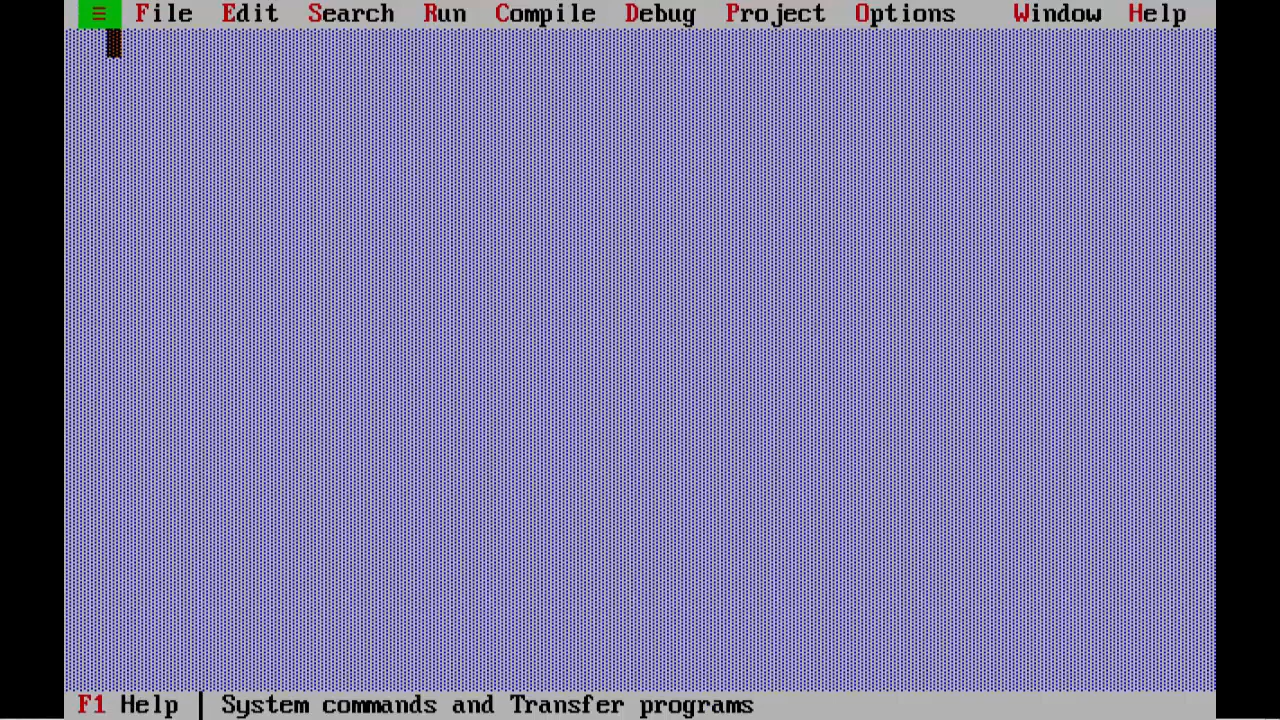 ≡ File Edit Search Run Compile Debug Project Options Window Help
F1 Help | System commands and Transfer programs